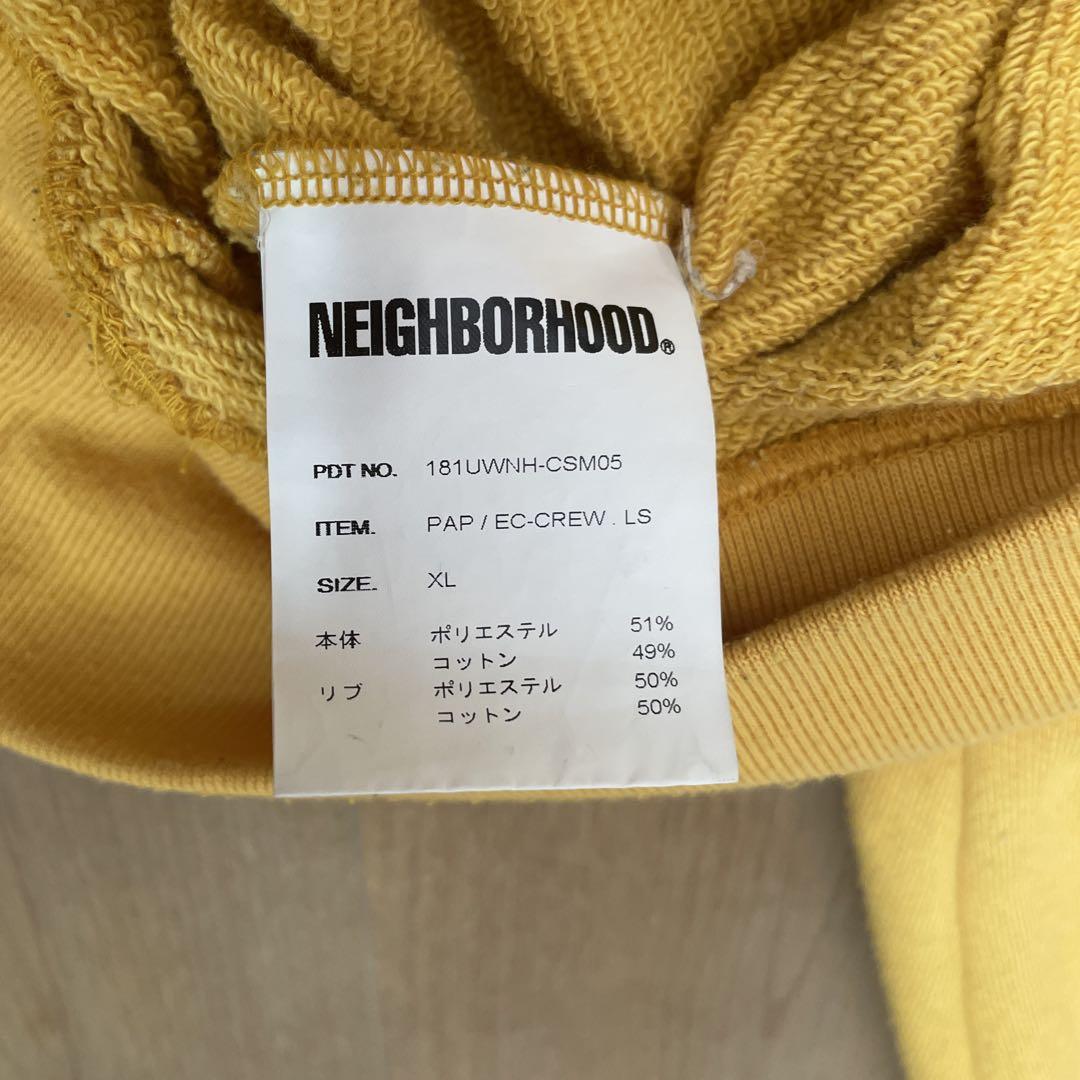 NEIGHBORHOOD®
PDT NO. 181UWNH-CSM05
ITEM. PAP / EC-CREW . LS
SIZE. XL
本体 ポリエステル 51%
コットン 49%
リブ ポリエステル 50%
コットン 50%